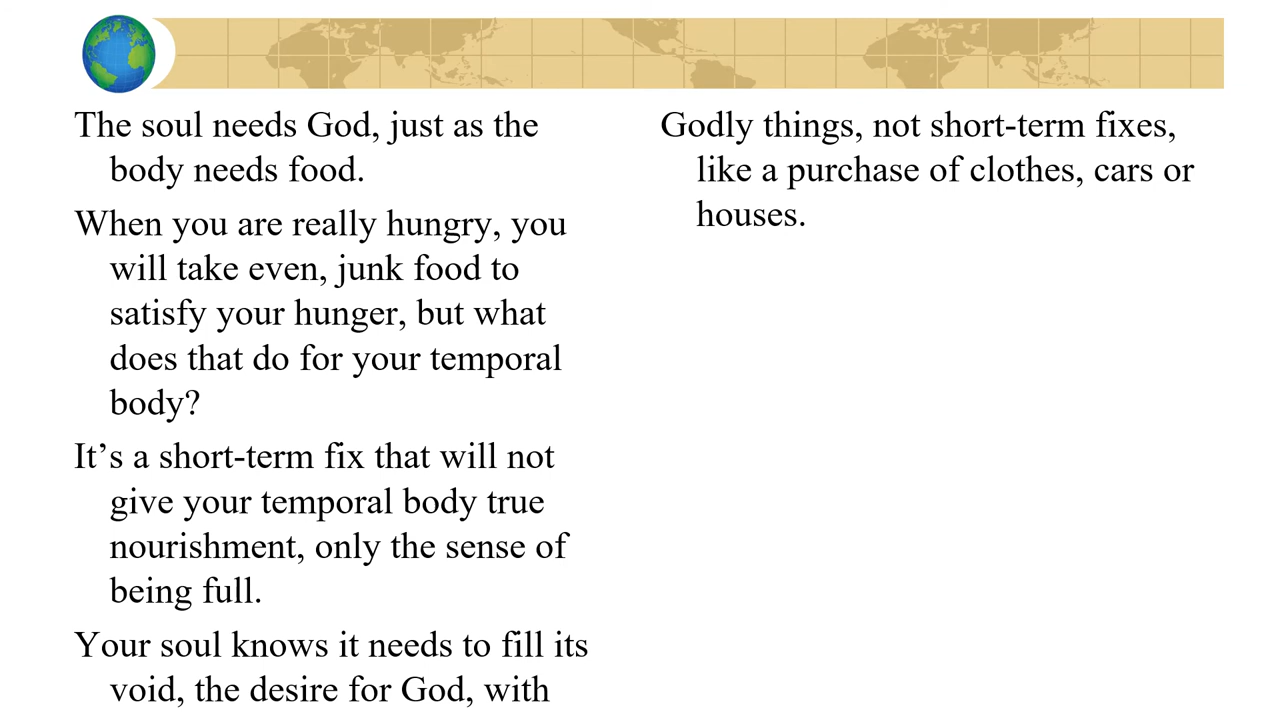 The soul needs God, just as the
body needs food.
When you are really hungry, you
will take even, junk food to
satisfy your hunger, but what
does that do for your temporal
body?
It’s a short-term fix that will not
give your temporal body true
nourishment, only the sense of
being full.
Your soul knows it needs to fill its
void, the desire for God, with
Godly things, not short-term fixes,
like a purchase of clothes, cars or
houses.